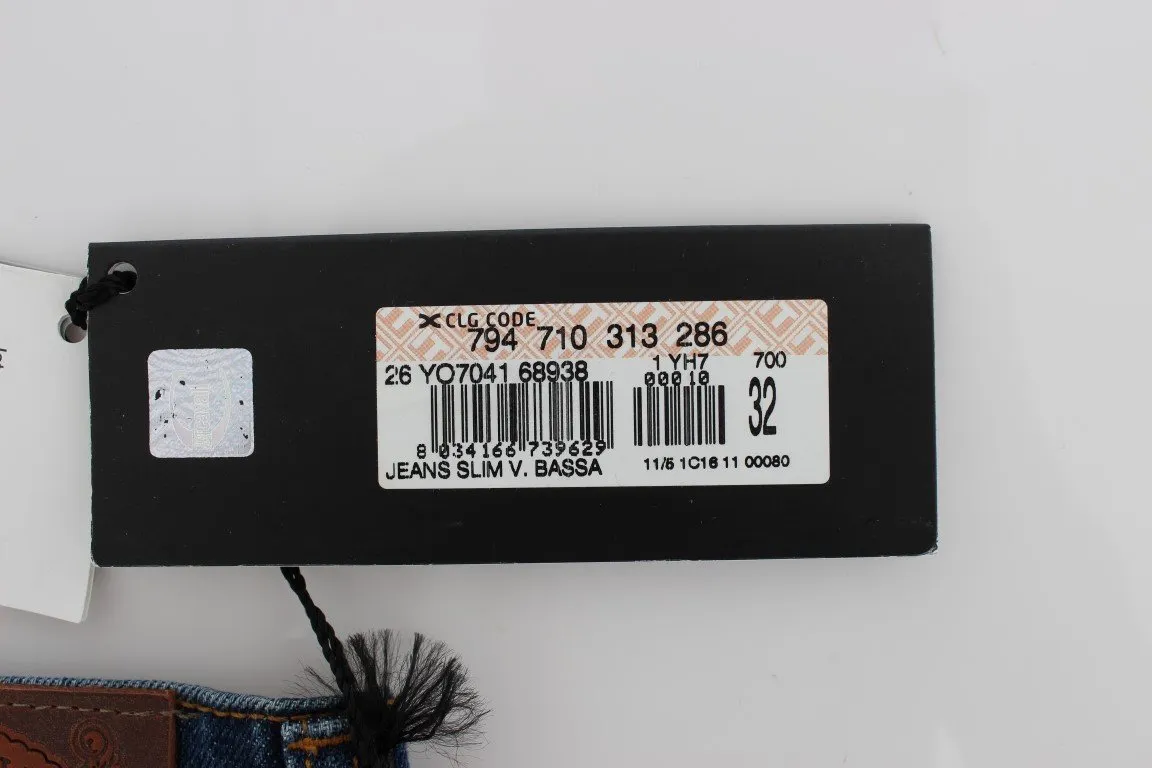 CLG CODE
794 710 313 286
26 YO7041 68938
1 YH7
00010
700
32
8 034166 739629
JEANS SLIM V. BASSA
11/5 1C16 11 00080